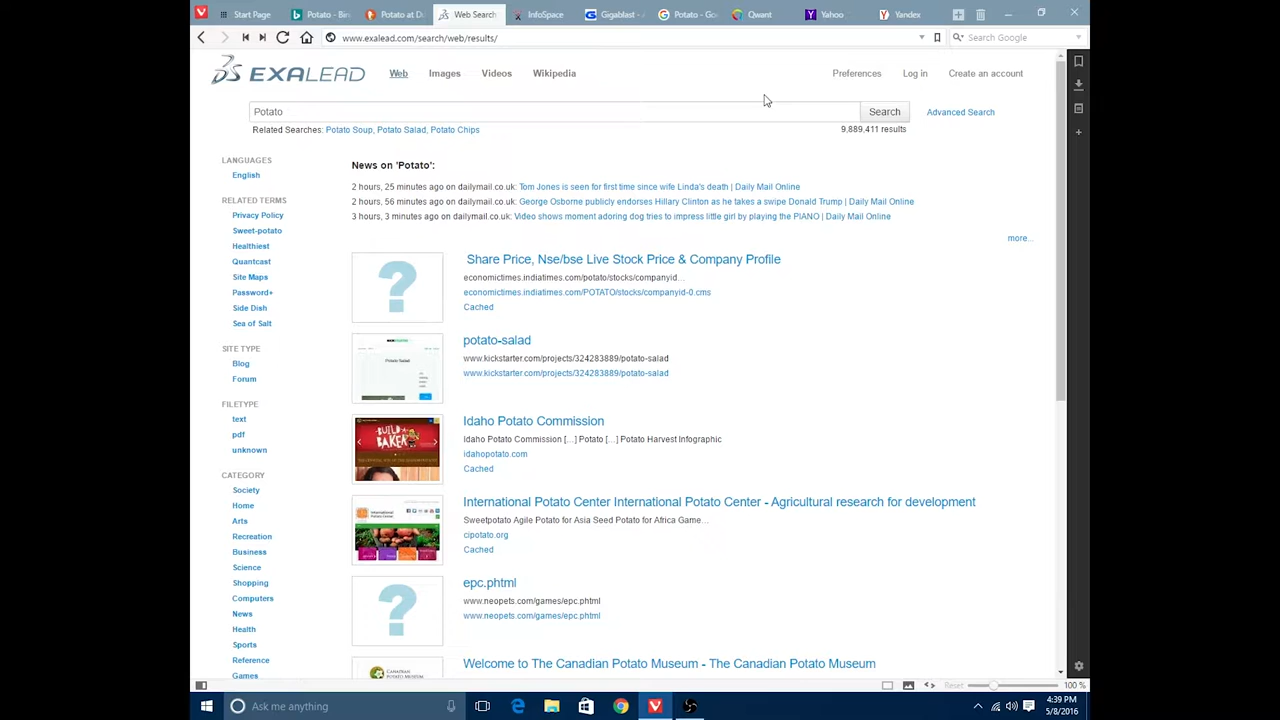 Start Page
Potato - Bin
Potato at Du
Web Search
InfoSpace
Gigablast -
Potato - Goo
Qwant
Yahoo
Yandex
www.exalead.com/search/web/results/
Search Google
EXALEAD
Web
Images
Videos
Wikipedia
Preferences
Log in
Create an account
Potato
Search
Advanced Search
Related Searches: Potato Soup, Potato Salad, Potato Chips
9,889,411 results
LANGUAGES
English
RELATED TERMS
Privacy Policy
Sweet-potato
Healthiest
Quantcast
Site Maps
Password+
Side Dish
Sea of Salt
SITE TYPE
Blog
Forum
FILETYPE
text
pdf
unknown
CATEGORY
Society
Home
Arts
Recreation
Business
Science
Shopping
Computers
News
Health
Sports
Reference
Games
News on 'Potato':
2 hours, 25 minutes ago on dailymail.co.uk: Tom Jones is seen for first time since wife Linda's death | Daily Mail Online
2 hours, 56 minutes ago on dailymail.co.uk: George Osborne publicly endorses Hillary Clinton as he takes a swipe Donald Trump | Daily Mail Online
3 hours, 3 minutes ago on dailymail.co.uk: Video shows moment adoring dog tries to impress little girl by playing the PIANO | Daily Mail Online
more...
Share Price, Nse/bse Live Stock Price & Company Profile
economictimes.indiatimes.com/potato/stocks/companyid...
economictimes.indiatimes.com/POTATO/stocks/companyid-0.cms
Cached
potato-salad
www.kickstarter.com/projects/324283889/potato-salad
www.kickstarter.com/projects/324283889/potato-salad
Potato Salad
Idaho Potato Commission
Idaho Potato Commission [...] Potato [...] Potato Harvest Infographic
idahopotato.com
Cached
BUILD A BAKER
International Potato Center International Potato Center - Agricultural research for development
Sweetpotato Agile Potato for Asia Seed Potato for Africa Game...
cipotato.org
Cached
epc.phtml
www.neopets.com/games/epc.phtml
www.neopets.com/games/epc.phtml
Welcome to The Canadian Potato Museum - The Canadian Potato Museum
CANADIAN
POTATO MUSEUM
Reset
100 %
Ask me anything
4:39 PM
5/8/2016